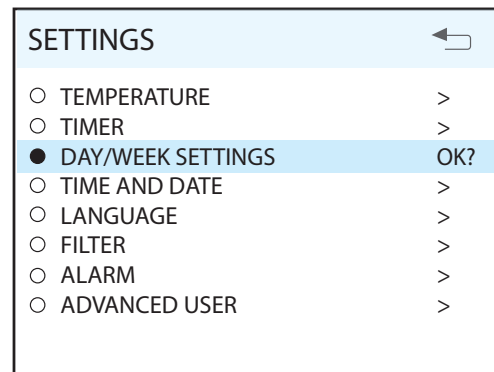 SETTINGS
TEMPERATURE >
TIMER >
DAY/WEEK SETTINGS OK?
TIME AND DATE >
LANGUAGE >
FILTER >
ALARM >
ADVANCED USER >